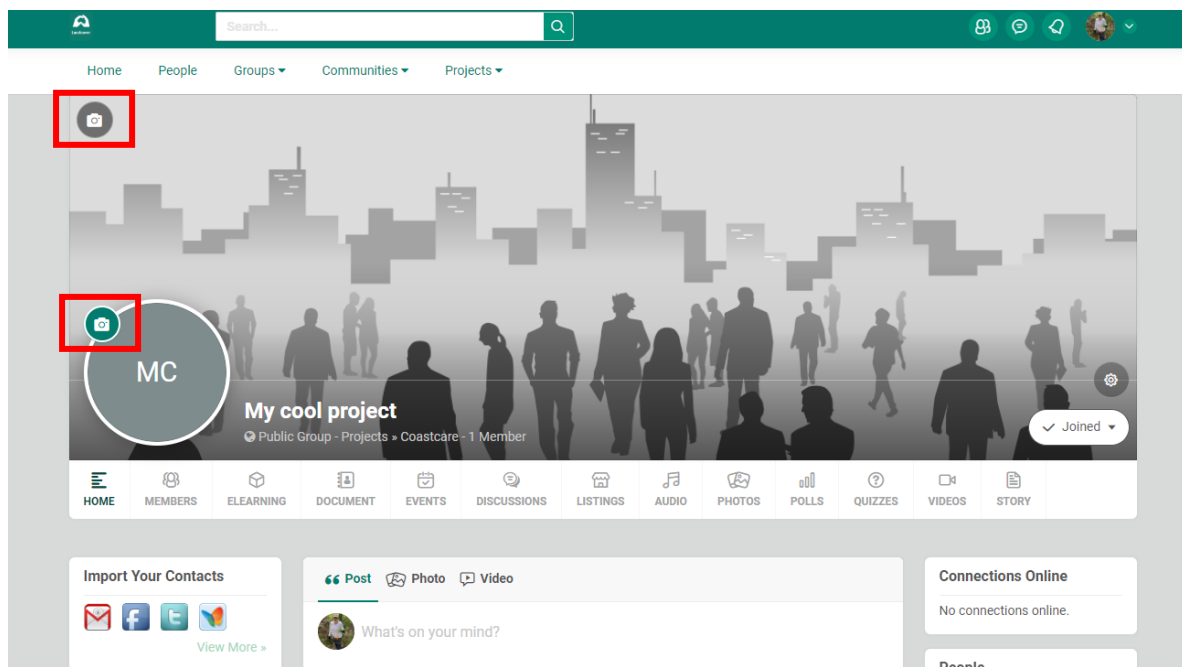 Search...
Home People Groups Communities Projects
MC
My cool project
Public Group - Projects » Coastcare - 1 Member
Joined
HOME MEMBERS ELEARNING DOCUMENT EVENTS DISCUSSIONS LISTINGS AUDIO PHOTOS POLLS QUIZZES VIDEOS STORY
Import Your Contacts
View More »
Post Photo Video
What's on your mind?
Connections Online
No connections online.
People